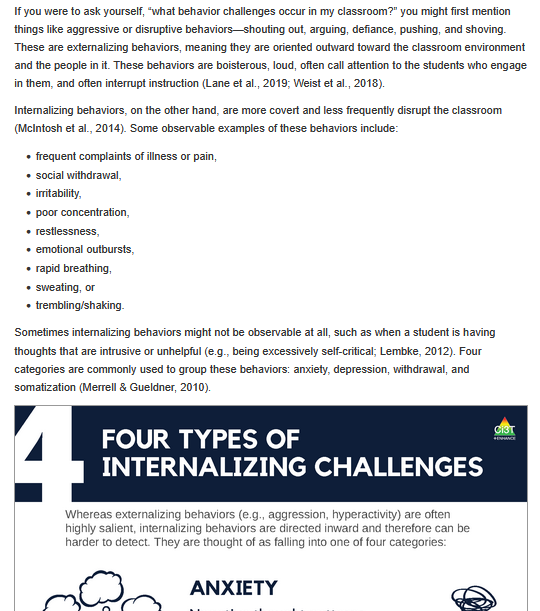 If you were to ask yourself, “what behavior challenges occur in my classroom?” you might first mention
things like aggressive or disruptive behaviors—shouting out, arguing, defiance, pushing, and shoving.
These are externalizing behaviors, meaning they are oriented outward toward the classroom environment
and the people in it. These behaviors are boisterous, loud, often call attention to the students who engage
in them, and often interrupt instruction (Lane et al., 2019; Weist et al., 2018).
Internalizing behaviors, on the other hand, are more covert and less frequently disrupt the classroom
(McIntosh et al., 2014). Some observable examples of these behaviors include:
• frequent complaints of illness or pain,
• social withdrawal,
• irritability,
• poor concentration,
• restlessness,
• emotional outbursts,
• rapid breathing,
• sweating, or
• trembling/shaking.
Sometimes internalizing behaviors might not be observable at all, such as when a student is having
thoughts that are intrusive or unhelpful (e.g., being excessively self-critical; Lembke, 2012). Four
categories are commonly used to group these behaviors: anxiety, depression, withdrawal, and
somatization (Merrell & Gueldner, 2010).
4
FOUR TYPES OF
INTERNALIZING CHALLENGES
CI3T
ENHANCE
Whereas externalizing behaviors (e.g., aggression, hyperactivity) are often
highly salient, internalizing behaviors are directed inward and therefore can be
harder to detect. They are thought of as falling into one of four categories:
ANXIETY